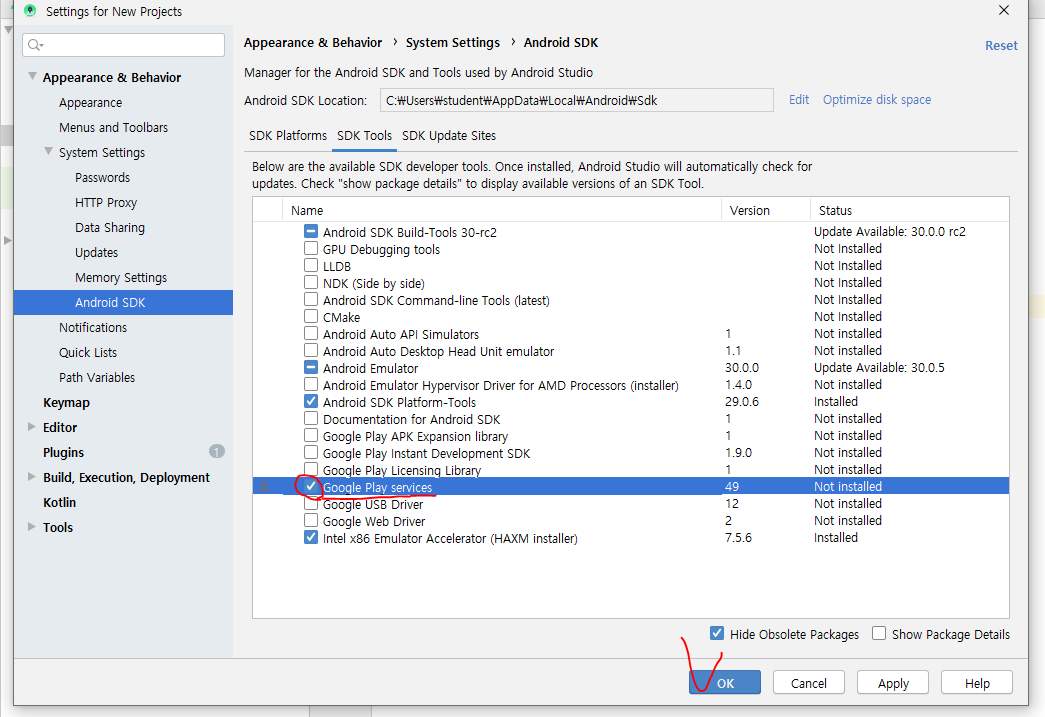 Settings for New Projects
Appearance & Behavior
Appearance
Menus and Toolbars
System Settings
Passwords
HTTP Proxy
Data Sharing
Updates
Memory Settings
Android SDK
Notifications
Quick Lists
Path Variables
Keymap
Editor
Plugins 1
Build, Execution, Deployment
Kotlin
Tools
Appearance & Behavior › System Settings › Android SDK
Reset
Manager for the Android SDK and Tools used by Android Studio
Android SDK Location: C:₩Users₩student₩AppData₩Local₩Android₩Sdk Edit Optimize disk space
SDK Platforms SDK Tools SDK Update Sites
Below are the available SDK developer tools. Once installed, Android Studio will automatically check for
updates. Check "show package details" to display available versions of an SDK Tool.
Name Version Status
Android SDK Build-Tools 30-rc2 Update Available: 30.0.0 rc2
GPU Debugging tools Not Installed
LLDB Not Installed
NDK (Side by side) Not Installed
Android SDK Command-line Tools (latest) Not Installed
CMake Not Installed
Android Auto API Simulators 1 Not installed
Android Auto Desktop Head Unit emulator 1.1 Not installed
Android Emulator 30.0.0 Update Available: 30.0.5
Android Emulator Hypervisor Driver for AMD Processors (installer) 1.4.0 Not installed
Android SDK Platform-Tools 29.0.6 Installed
Documentation for Android SDK 1 Not installed
Google Play APK Expansion library 1 Not installed
Google Play Instant Development SDK 1.9.0 Not installed
Google Play Licensing Library 1 Not installed
Google Play services 49 Not installed
Google USB Driver 12 Not installed
Google Web Driver 2 Not installed
Intel x86 Emulator Accelerator (HAXM installer) 7.5.6 Installed
Hide Obsolete Packages Show Package Details
OK Cancel Apply Help